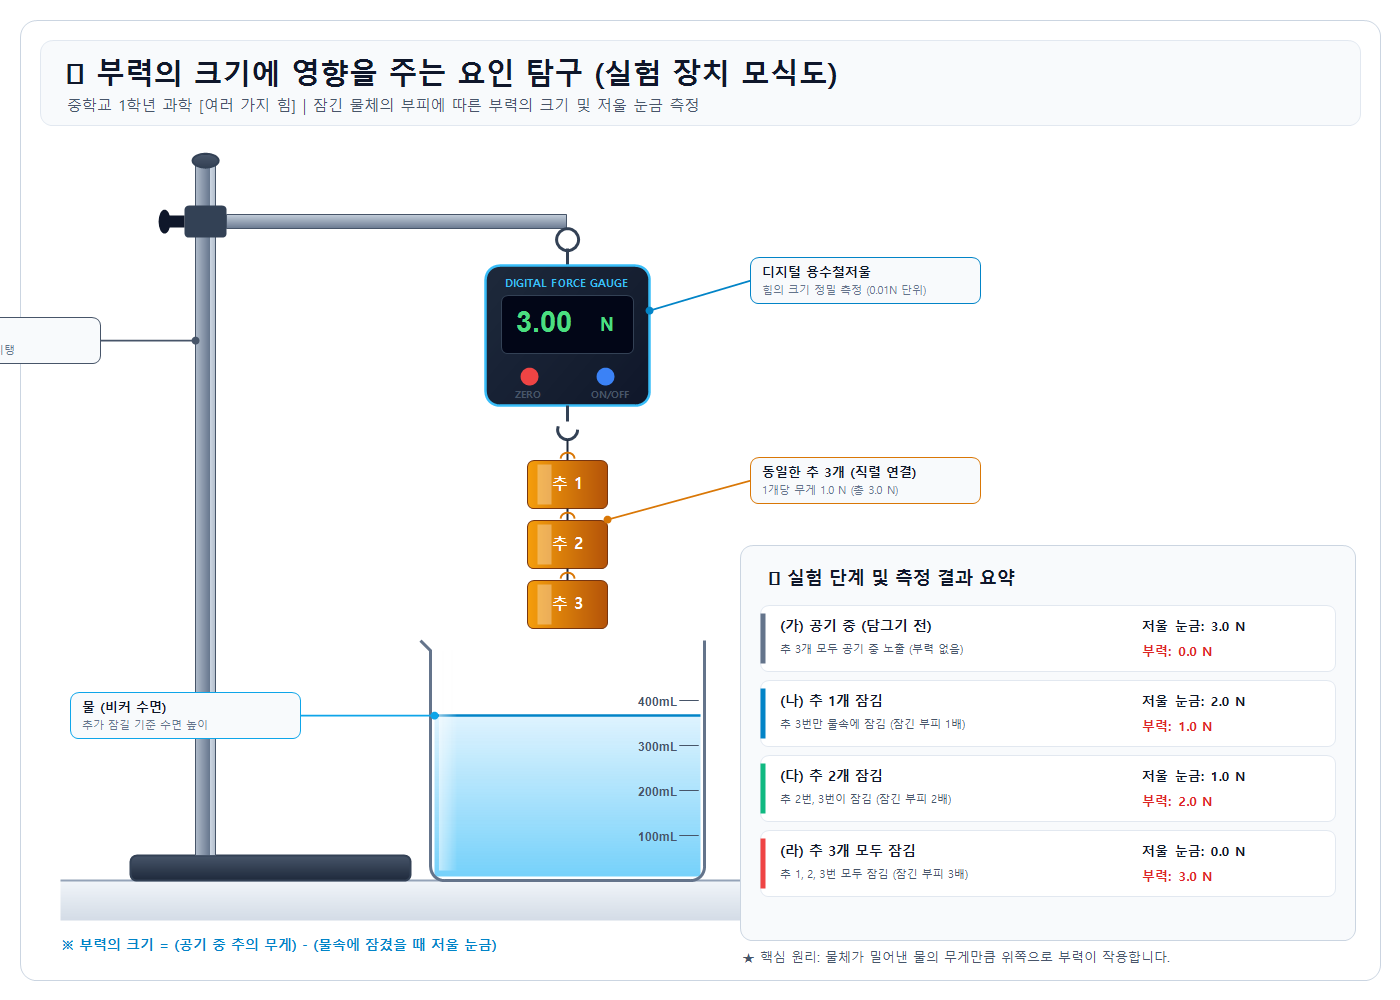 부력의 크기에 영향을 주는 요인 탐구 (실험 장치 모식도)
중학교 1학년 과학 [여러 가지 힘] | 잠긴 물체의 부피에 따른 부력의 크기 및 저울 눈금 측정
DIGITAL FORCE GAUGE
3.00 N
ZERO
ON/OFF
디지털 용수철저울
힘의 크기 정밀 측정 (0.01N 단위)
추 1
추 2
추 3
동일한 추 3개 (직렬 연결)
1개당 무게 1.0 N (총 3.0 N)
물 (비커 수면)
추가 잠길 기준 수면 높이
400mL
300mL
200mL
100mL
실험 단계 및 측정 결과 요약
(가) 공기 중 (담그기 전)
저울 눈금: 3.0 N
추 3개 모두 공기 중 노출 (부력 없음)
부력: 0.0 N
(나) 추 1개 잠김
저울 눈금: 2.0 N
추 3번만 물속에 잠김 (잠긴 부피 1배)
부력: 1.0 N
(다) 추 2개 잠김
저울 눈금: 1.0 N
추 2번, 3번이 잠김 (잠긴 부피 2배)
부력: 2.0 N
(라) 추 3개 모두 잠김
저울 눈금: 0.0 N
추 1, 2, 3번 모두 잠김 (잠긴 부피 3배)
부력: 3.0 N
※ 부력의 크기 = (공기 중 추의 무게) - (물속에 잠겼을 때 저울 눈금)
★ 핵심 원리: 물체가 밀어낸 물의 무게만큼 위쪽으로 부력이 작용합니다.